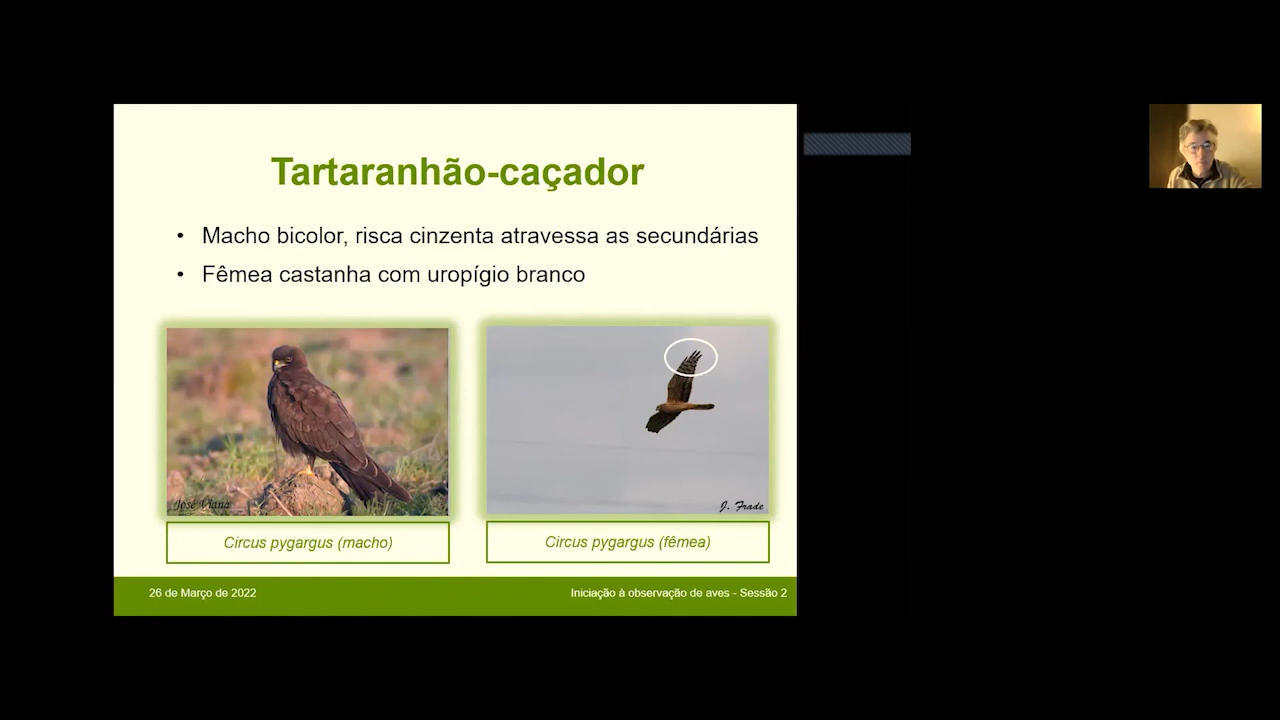 Tartaranhão-caçador
• Macho bicolor, risca cinzenta atravessa as secundárias
• Fêmea castanha com uropígio branco
José Viana
J. Frade
Circus pygargus (macho)
Circus pygargus (fêmea)
26 de Março de 2022
Iniciação à observação de aves - Sessão 2